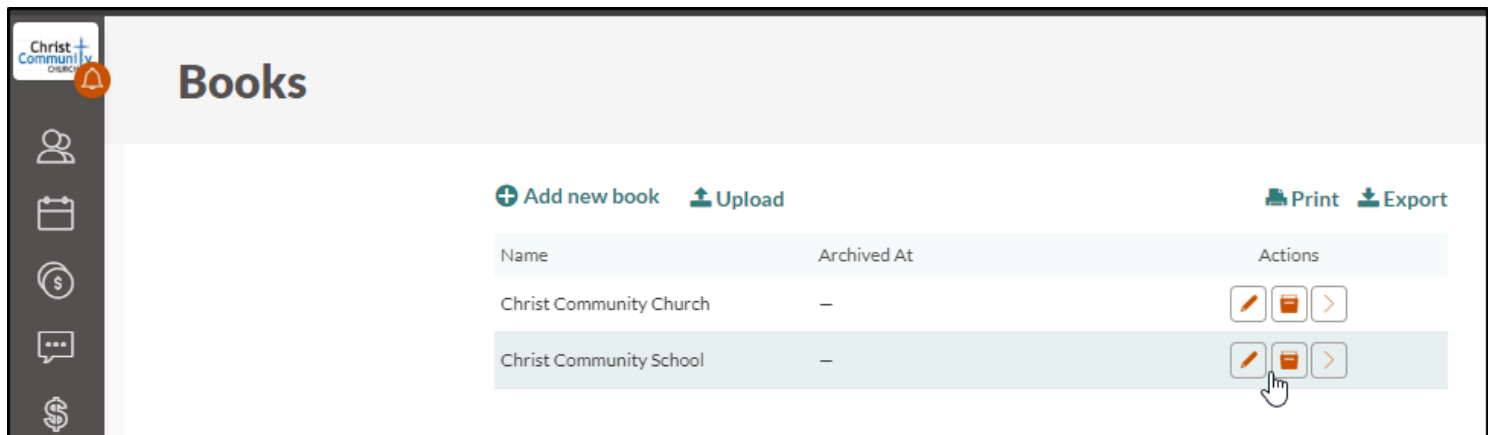 Christ
Community
CHURCH
Books
Add new book Upload Print Export
Name Archived At Actions
Christ Community Church —
Christ Community School —